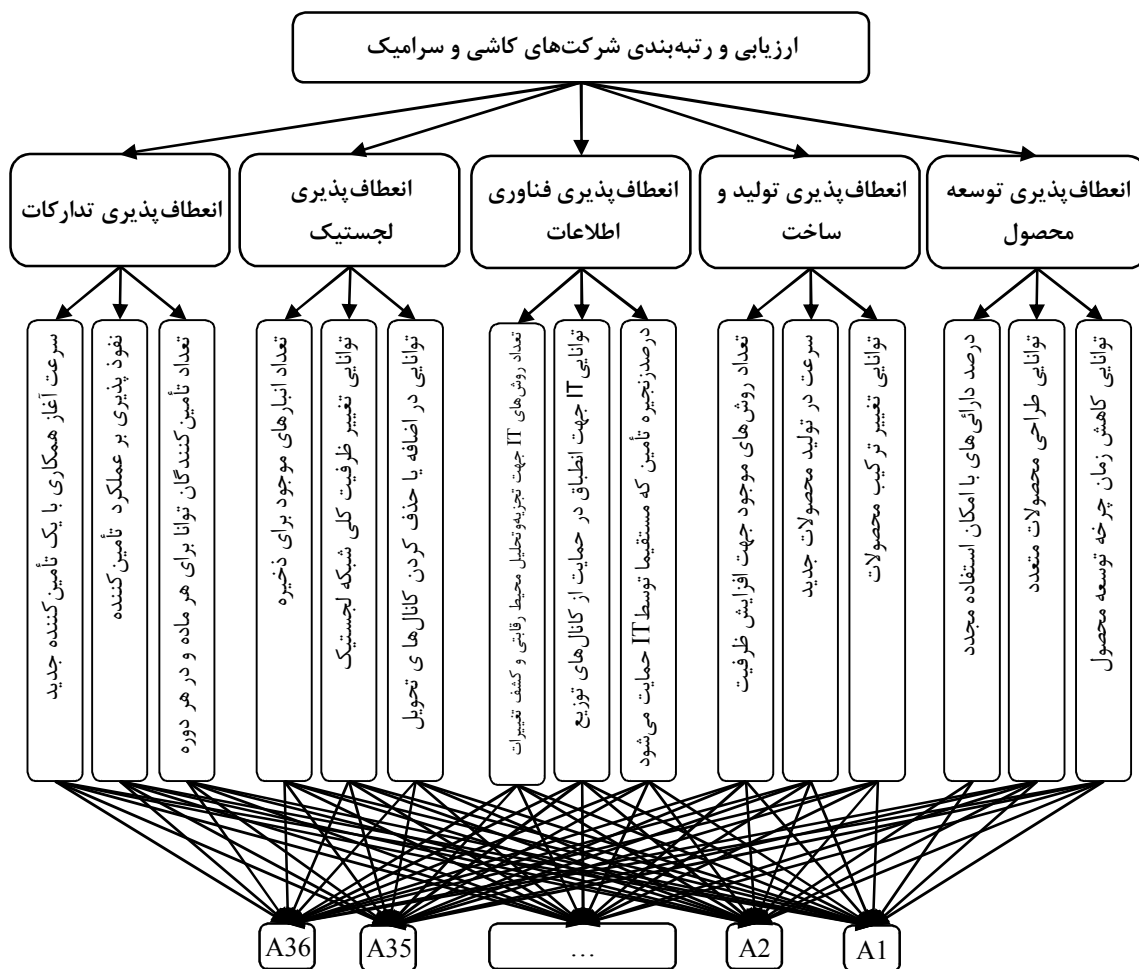 ارزیابی و رتبه‌بندی شرکت‌های کاشی و سرامیک
انعطاف‌پذیری توسعه
محصول
انعطاف‌پذیری تولید و
ساخت
انعطاف‌پذیری فناوری
اطلاعات
انعطاف‌پذیری
لجستیک
انعطاف‌پذیری تدارکات
توانایی کاهش زمان چرخه توسعه محصول
توانایی طراحی محصولات متعدد
درصد دارائی‌های با امکان استفاده مجدد
توانایی تغییر ترکیب محصولات
سرعت در تولید محصولات جدید
تعداد روش‌های موجود جهت افزایش ظرفیت
درصدزنجیره تأمین که مستقیما توسط IT حمایت می‌شود
توانایی IT جهت انطباق در حمایت از کانال‌های توزیع
تعداد روش‌های IT جهت تجزیه‌وتحلیل محیط رقابتی و کشف تغییرات
توانایی در اضافه یا حذف کردن کانال‌ها ی تحویل
توانایی تغییر ظرفیت کلی شبکه لجستیک
تعداد انبارهای موجود برای ذخیره
تعداد تأمین‌کنندگان توانا برای هر ماده و در هر دوره
نفوذ پذیری بر عملکرد تأمین‌کننده
سرعت آغاز همکاری با یک تأمین‌کننده جدید
A1
A2
...
A35
A36